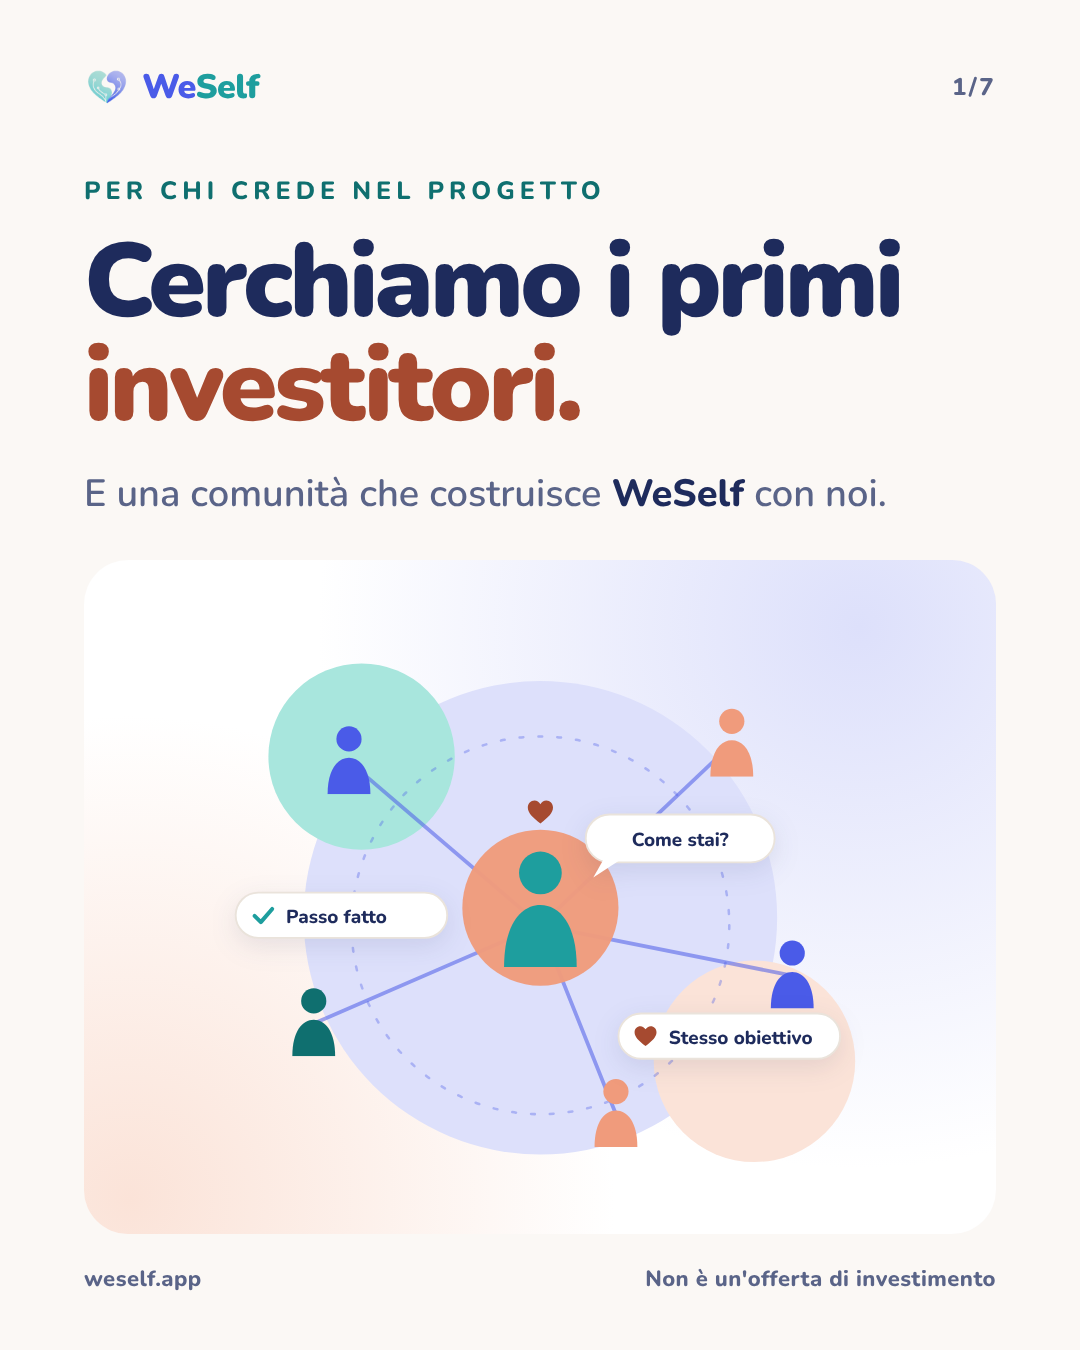 WeSelf
1/7
PER CHI CREDE NEL PROGETTO
Cerchiamo i primi
investitori.
E una comunità che costruisce WeSelf con noi.
Come stai?
Passo fatto
Stesso obiettivo
weself.app
Non è un'offerta di investimento